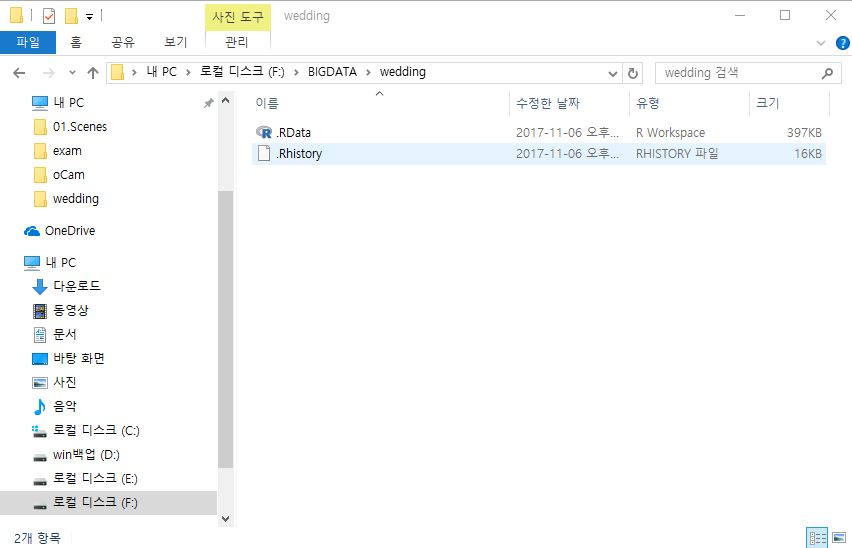 사진 도구 wedding
파일 홈 공유 보기 관리
내 PC 로컬 디스크 (F:) BIGDATA wedding wedding 검색
내 PC
01.Scenes
exam
oCam
wedding
OneDrive
내 PC
다운로드
동영상
문서
바탕 화면
사진
음악
로컬 디스크 (C:)
win백업 (D:)
로컬 디스크 (E:)
로컬 디스크 (F:)
이름 수정한 날짜 유형 크기
.RData 2017-11-06 오후... R Workspace 397KB
.Rhistory 2017-11-06 오후... RHISTORY 파일 16KB
2개 항목